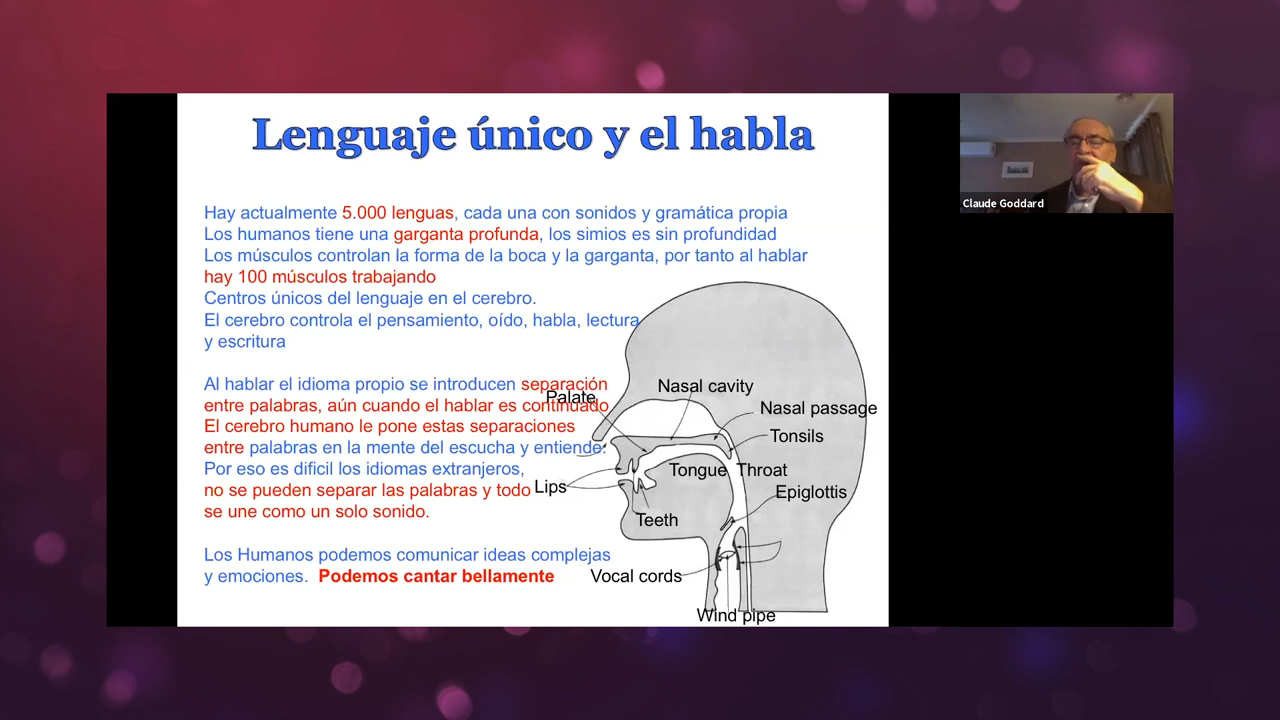 Lenguaje único y el habla
Hay actualmente 5.000 lenguas, cada una con sonidos y gramática propia
Los humanos tiene una garganta profunda, los simios es sin profundidad
Los músculos controlan la forma de la boca y la garganta, por tanto al hablar
hay 100 músculos trabajando
Centros únicos del lenguaje en el cerebro.
El cerebro controla el pensamiento, oído, habla, lectura
y escritura
Al hablar el idioma propio se introducen separación
entre palabras, aún cuando el hablar es continuado
El cerebro humano le pone estas separaciones
entre palabras en la mente del escucha y entiende.
Por eso es dificil los idiomas extranjeros,
no se pueden separar las palabras y todo
se une como un solo sonido.
Los Humanos podemos comunicar ideas complejas
y emociones. Podemos cantar bellamente
Nasal cavity
Palate
Nasal passage
Tonsils
Tongue
Throat
Lips
Epiglottis
Teeth
Vocal cords
Wind pipe
Claude Goddard